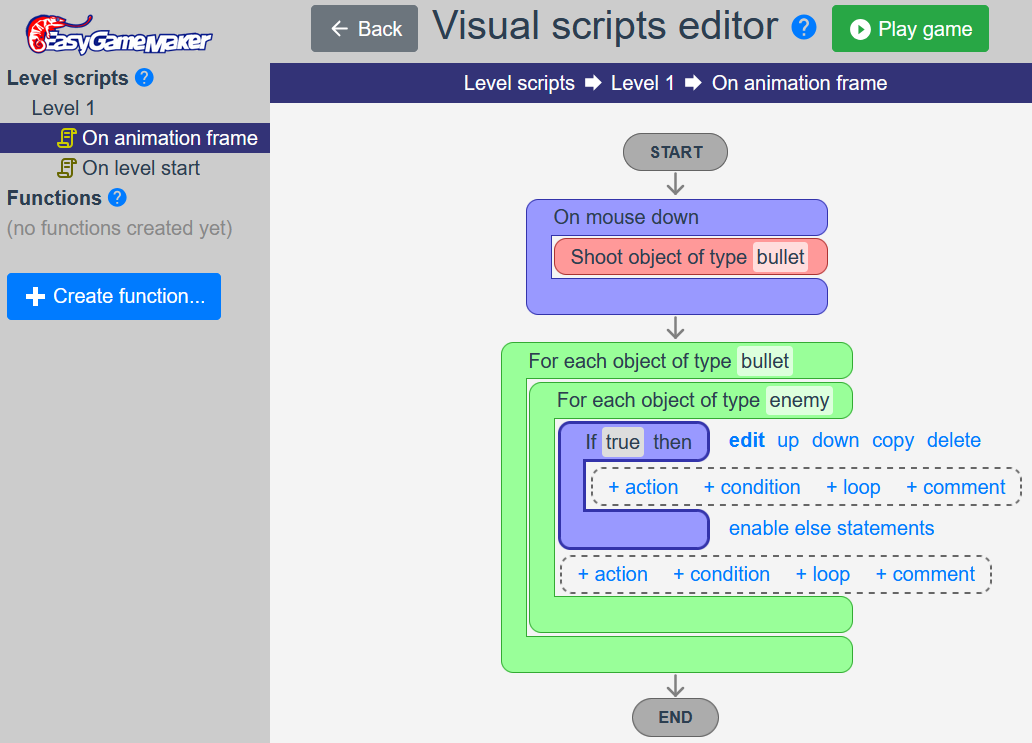 EasyGameMaker
Back
Visual scripts editor ?
Play game
Level scripts ?
Level 1
On animation frame
On level start
Functions ?
(no functions created yet)
Create function...
Level scripts Level 1 On animation frame
START
On mouse down
Shoot object of type bullet
For each object of type bullet
For each object of type enemy
If true then edit up down copy delete
+ action + condition + loop + comment
enable else statements
+ action + condition + loop + comment
END